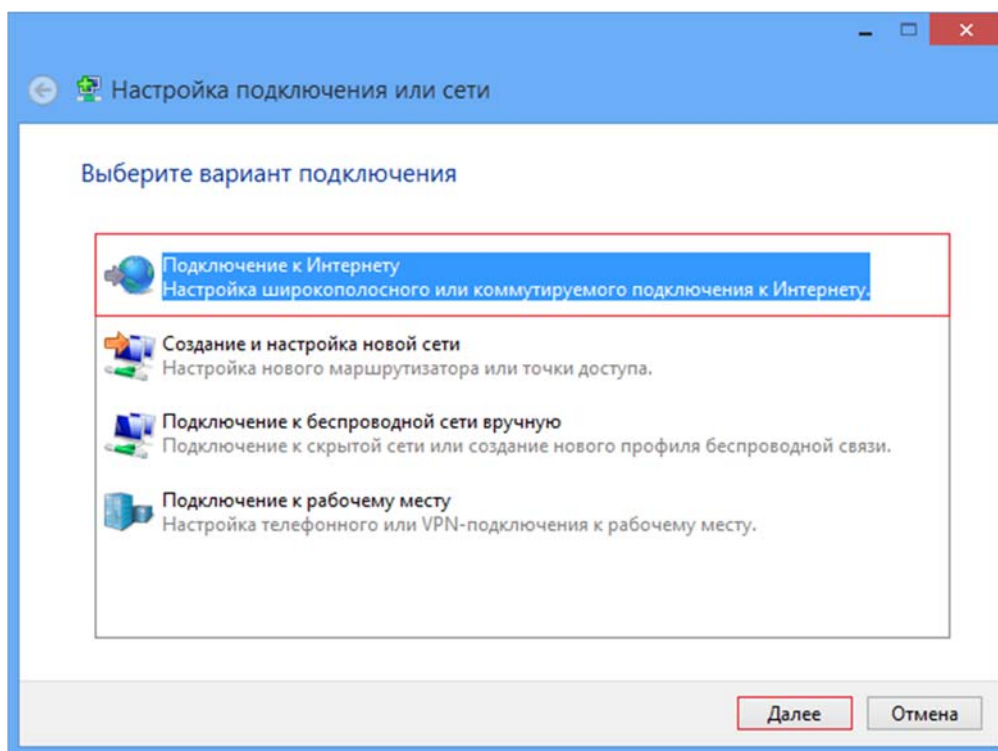 Настройка подключения или сети
Выберите вариант подключения
Подключение к Интернету
Настройка широкополосного или коммутируемого подключения к Интернету.
Создание и настройка новой сети
Настройка нового маршрутизатора или точки доступа.
Подключение к беспроводной сети вручную
Подключение к скрытой сети или создание нового профиля беспроводной связи.
Подключение к рабочему месту
Настройка телефонного или VPN-подключения к рабочему месту.
Далее Отмена